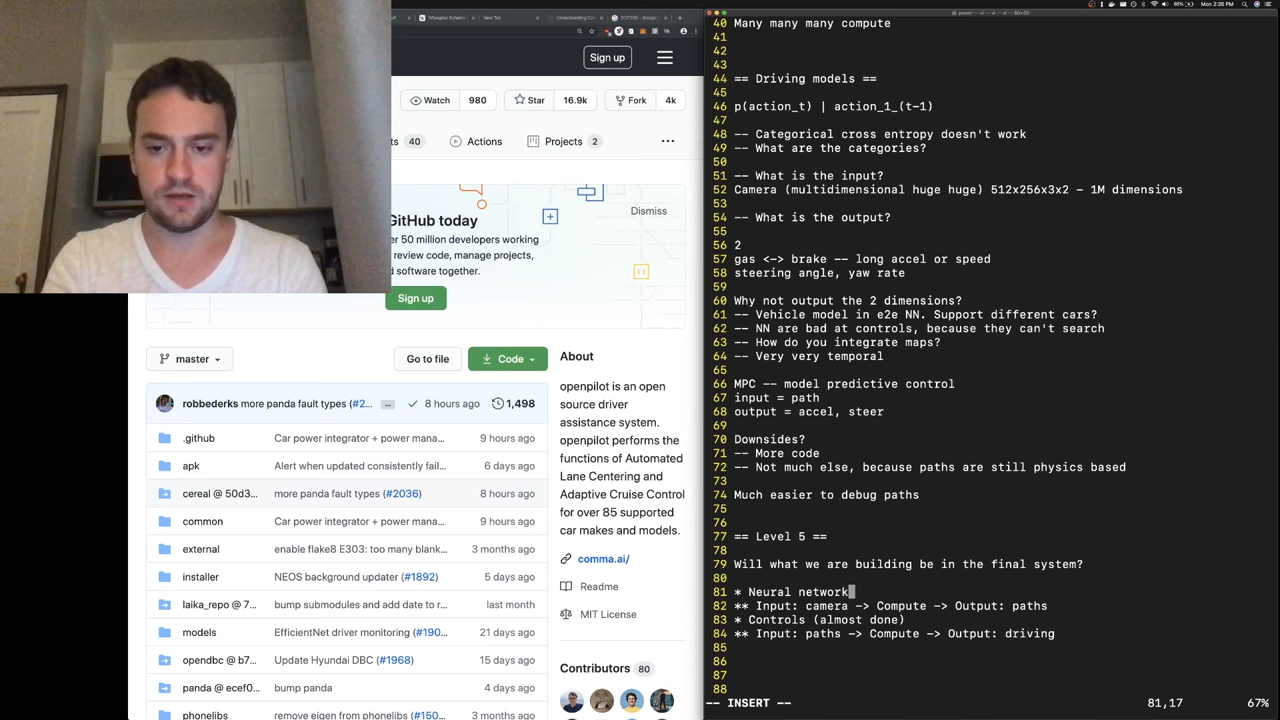 Winograd Schema
New Tab
Understanding Co
512*256 - Google
Mon 2:35 PM
Sign up
Watch 980 Star 16.9k Fork 4k
40 Actions Projects 2 ...
GitHub today
Dismiss
er 50 million developers working
review code, manage projects,
d software together.
Sign up
master Go to file Code
robbederks more panda fault types (#2... ... 8 hours ago 1,498
.github Car power integrator + power mana... 9 hours ago
apk Alert when updated consistently fail... 6 days ago
cereal @ 50d3... more panda fault types (#2036) 8 hours ago
common Car power integrator + power mana... 9 hours ago
external enable flake8 E303: too many blank... 3 months ago
installer NEOS background updater (#1892) 5 days ago
laika_repo @ 7... bump submodules and add date to r... last month
models EfficientNet driver monitoring (#190... 21 days ago
opendbc @ b7... Update Hyundai DBC (#1968) 15 days ago
panda @ ecef0... bump panda 4 days ago
phonelibs remove eigen from phonelibs (#150... 3 months ago
About
openpilot is an open
source driver
assistance system.
openpilot performs the
functions of Automated
Lane Centering and
Adaptive Cruise Control
for over 85 supported
car makes and models.
comma.ai/
Readme
MIT License
Contributors 80
40 Many many many compute
41
42
43
44 == Driving models ==
45
46 p(action_t) | action_1_(t-1)
47
48 -- Categorical cross entropy doesn't work
49 -- What are the categories?
50
51 -- What is the input?
52 Camera (multidimensional huge huge) 512x256x3x2 - 1M dimensions
53
54 -- What is the output?
55
56 2
57 gas <-> brake -- long accel or speed
58 steering angle, yaw rate
59
60 Why not output the 2 dimensions?
61 -- Vehicle model in e2e NN. Support different cars?
62 -- NN are bad at controls, because they can't search
63 -- How do you integrate maps?
64 -- Very very temporal
65
66 MPC -- model predictive control
67 input = path
68 output = accel, steer
69
70 Downsides?
71 -- More code
72 -- Not much else, because paths are still physics based
73
74 Much easier to debug paths
75
76
77 == Level 5 ==
78
79 Will what we are building be in the final system?
80
81 * Neural network
82 ** Input: camera -> Compute -> Output: paths
83 * Controls (almost done)
84 ** Input: paths -> Compute -> Output: driving
85
86
87
88
-- INSERT -- 81,17 67%